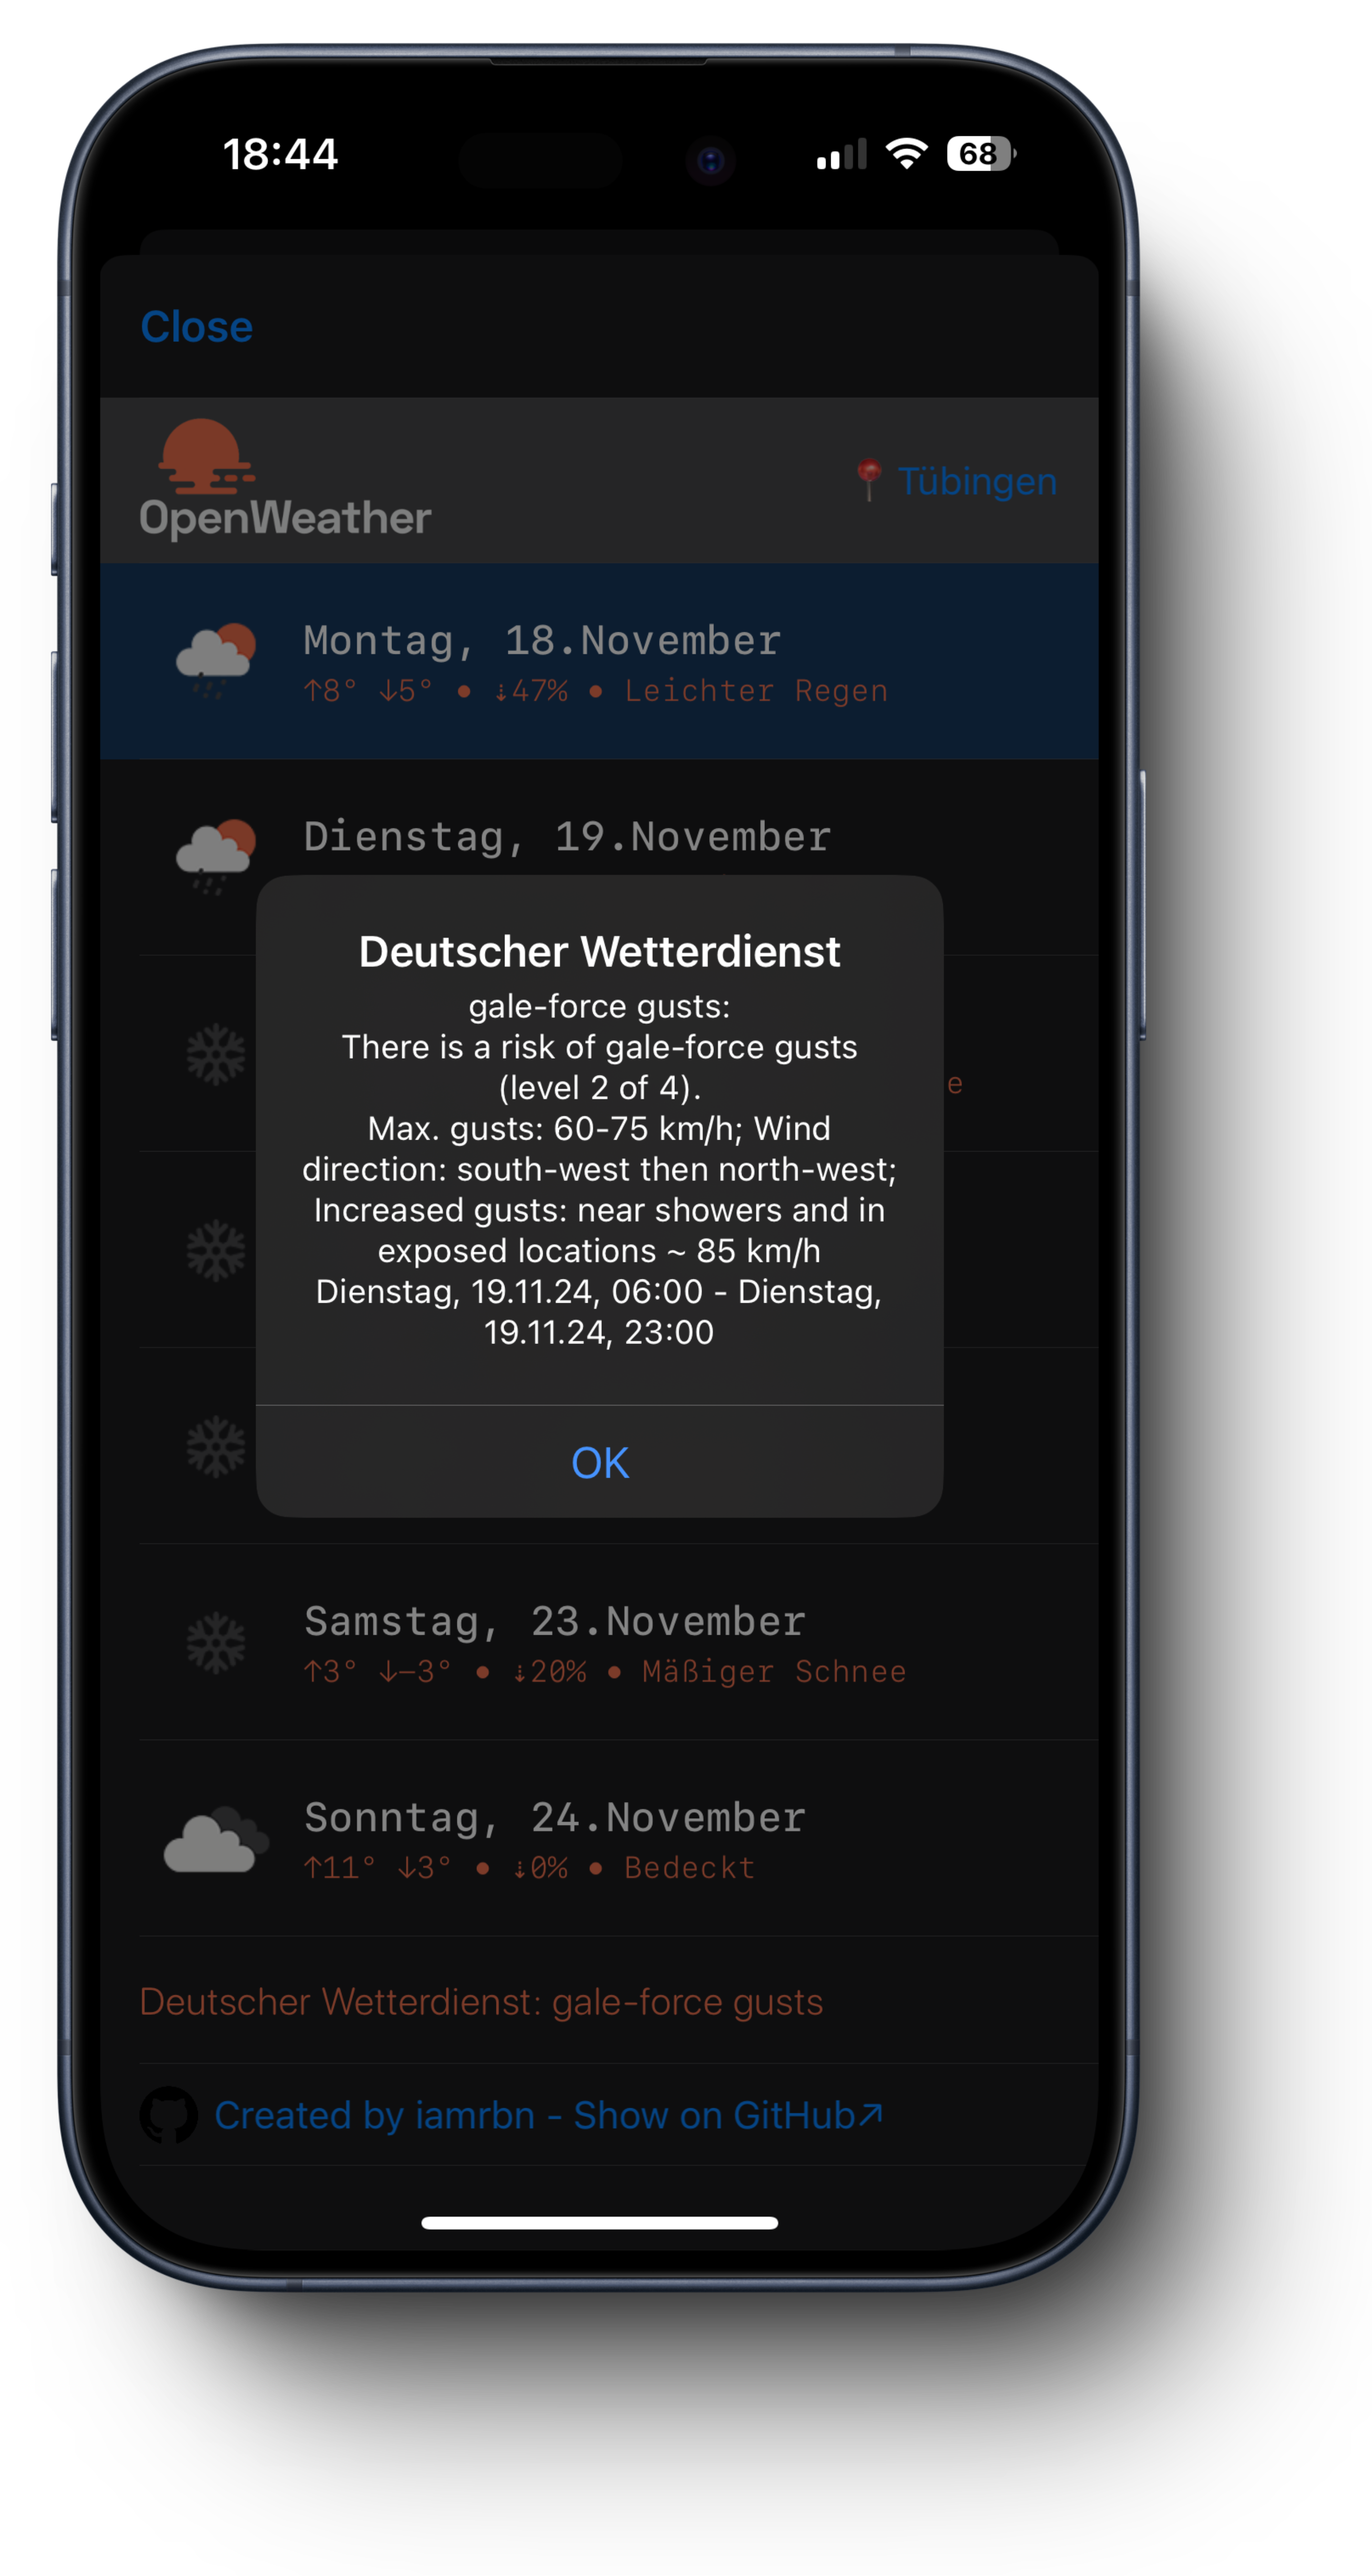 18:44
68
Close
OpenWeather
📍 Tübingen
Montag, 18.November
↑8° ↓5° • ⇣47% • Leichter Regen
Dienstag, 19.November
Deutscher Wetterdienst
gale-force gusts:
There is a risk of gale-force gusts
(level 2 of 4).
Max. gusts: 60-75 km/h; Wind
direction: south-west then north-west;
Increased gusts: near showers and in
exposed locations ~ 85 km/h
Dienstag, 19.11.24, 06:00 - Dienstag,
19.11.24, 23:00
e
OK
Samstag, 23.November
↑3° ↓−3° • ⇣20% • Mäßiger Schnee
Sonntag, 24.November
↑11° ↓3° • ⇣0% • Bedeckt
Deutscher Wetterdienst: gale-force gusts
Created by iamrbn - Show on GitHub↗